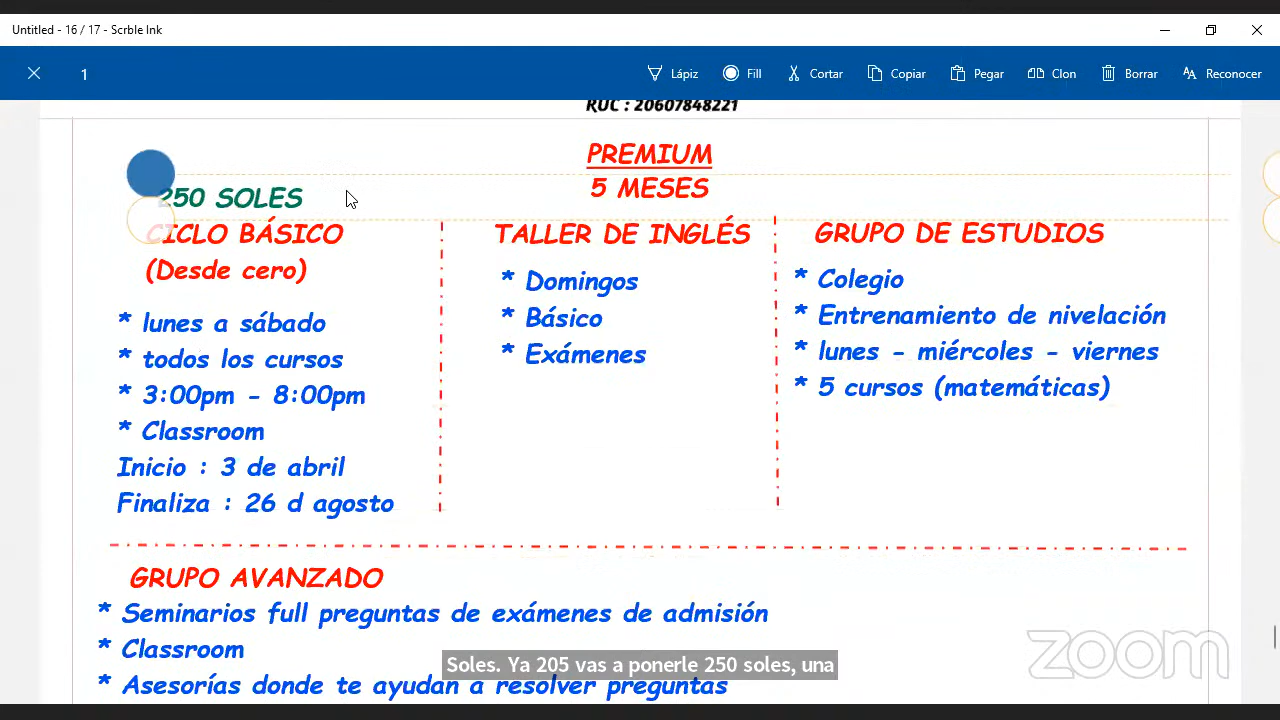 Untitled - 16 / 17 - Scrble Ink
1
Lápiz
Fill
Cortar
Copiar
Pegar
Clon
Borrar
Reconocer
RUC : 20607848221
PREMIUM
5 MESES
250 SOLES
CICLO BÁSICO
(Desde cero)
* lunes a sábado
* todos los cursos
* 3:00pm - 8:00pm
* Classroom
Inicio : 3 de abril
Finaliza : 26 d agosto
TALLER DE INGLÉS
* Domingos
* Básico
* Exámenes
GRUPO DE ESTUDIOS
* Colegio
* Entrenamiento de nivelación
* lunes - miércoles - viernes
* 5 cursos (matemáticas)
GRUPO AVANZADO
* Seminarios full preguntas de exámenes de admisión
* Classroom
* Asesorías donde te ayudan a resolver preguntas
Soles. Ya 205 vas a ponerle 250 soles, una
zoom